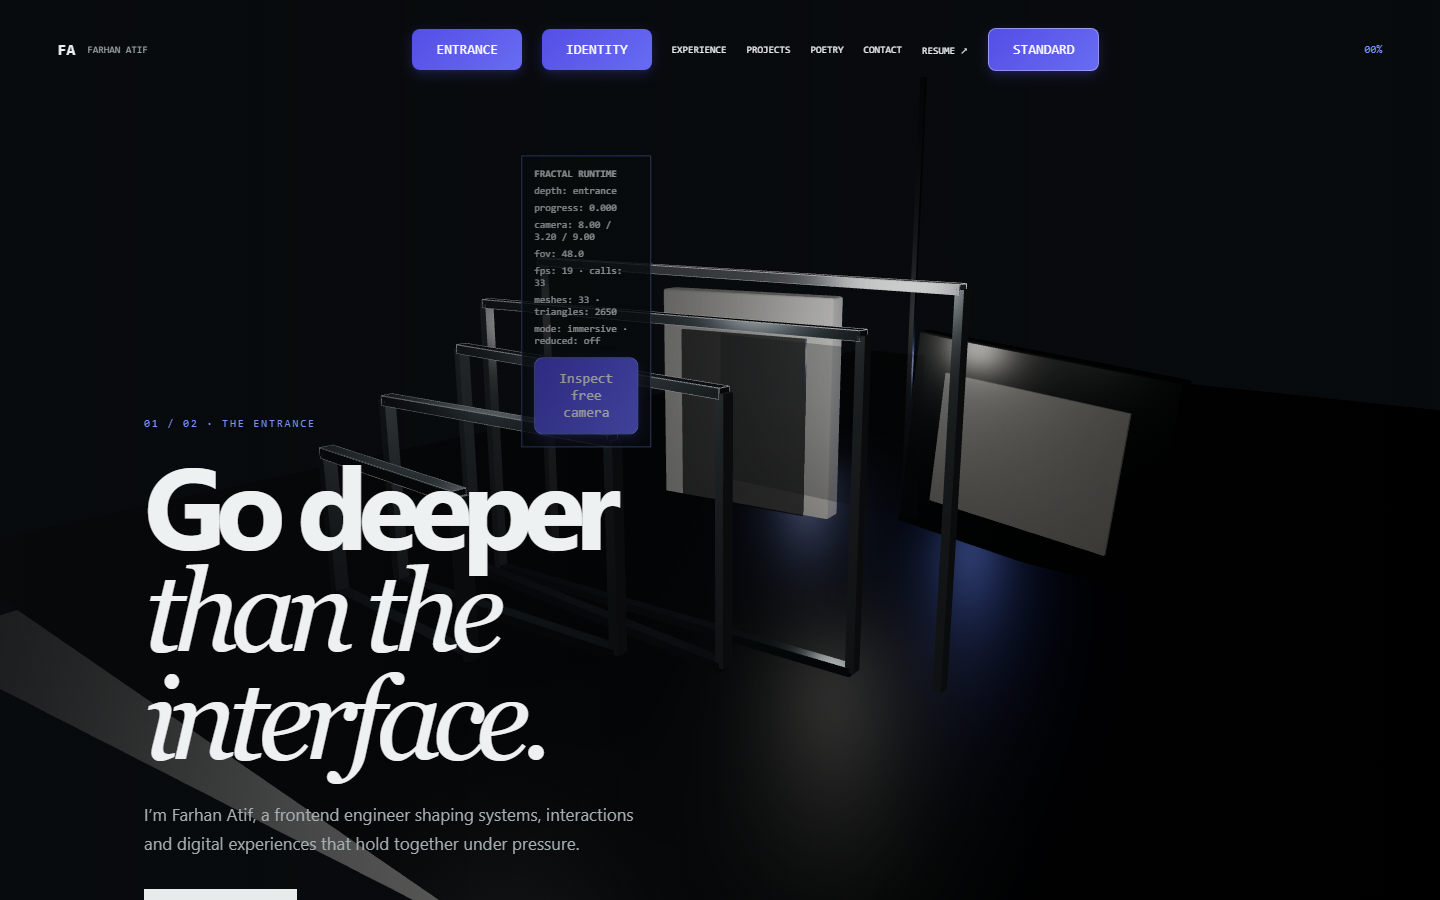 FA FARHAN ATIF ENTRANCE IDENTITY EXPERIENCE PROJECTS POETRY CONTACT RESUME ↗ STANDARD 00%
FRACTAL RUNTIME
depth: entrance
progress: 0.000
camera: 8.00 /
3.20 / 9.00
fov: 48.0
fps: 19 · calls:
33
meshes: 33 ·
triangles: 2650
mode: immersive ·
reduced: off
Inspect
free
camera
01 / 02 · THE ENTRANCE
Go deeper
than the
interface.
I’m Farhan Atif, a frontend engineer shaping systems, interactions
and digital experiences that hold together under pressure.